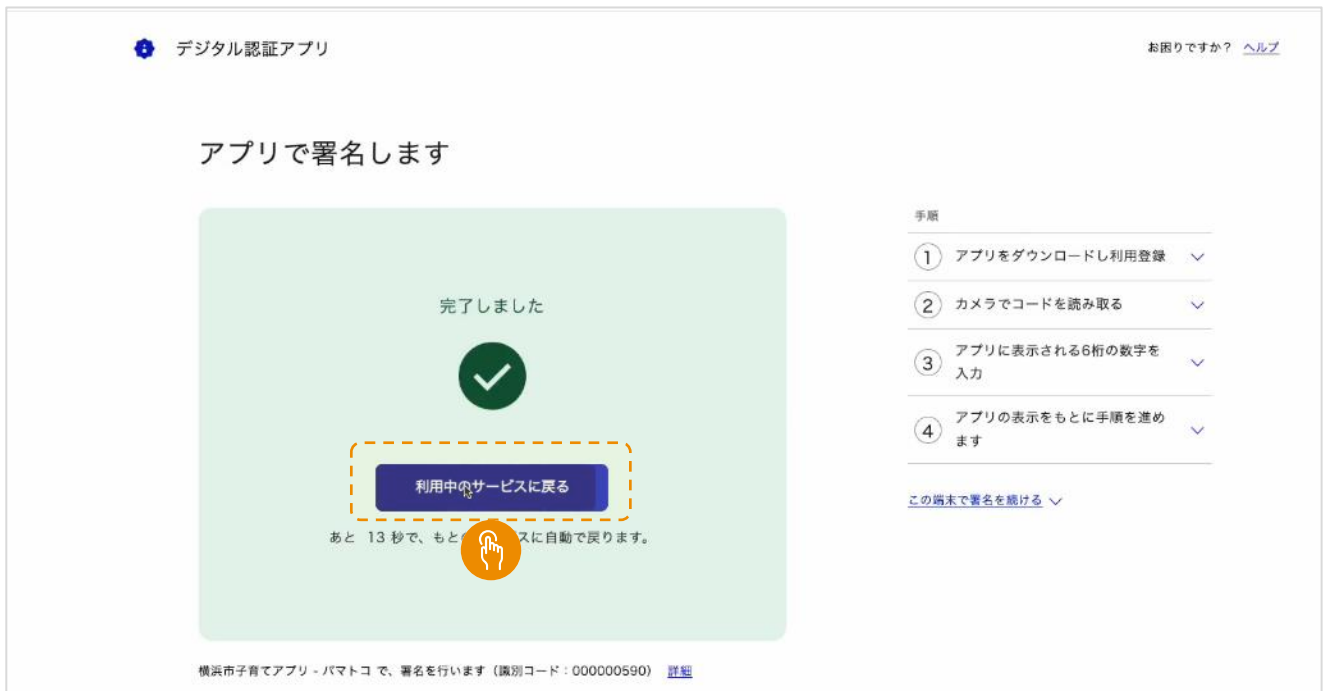 デジタル認証アプリ
お困りですか? ヘルプ
アプリで署名します
完了しました
利用中のサービスに戻る
あと 13 秒で、もと スに自動で戻ります。
手順
1 アプリをダウンロードし利用登録
2 カメラでコードを読み取る
3 アプリに表示される6桁の数字を
入力
4 アプリの表示をもとに手順を進め
ます
この端末で署名を続ける
横浜市子育てアプリ - パマトコ で、署名を行います(識別コード:000000590) 詳細